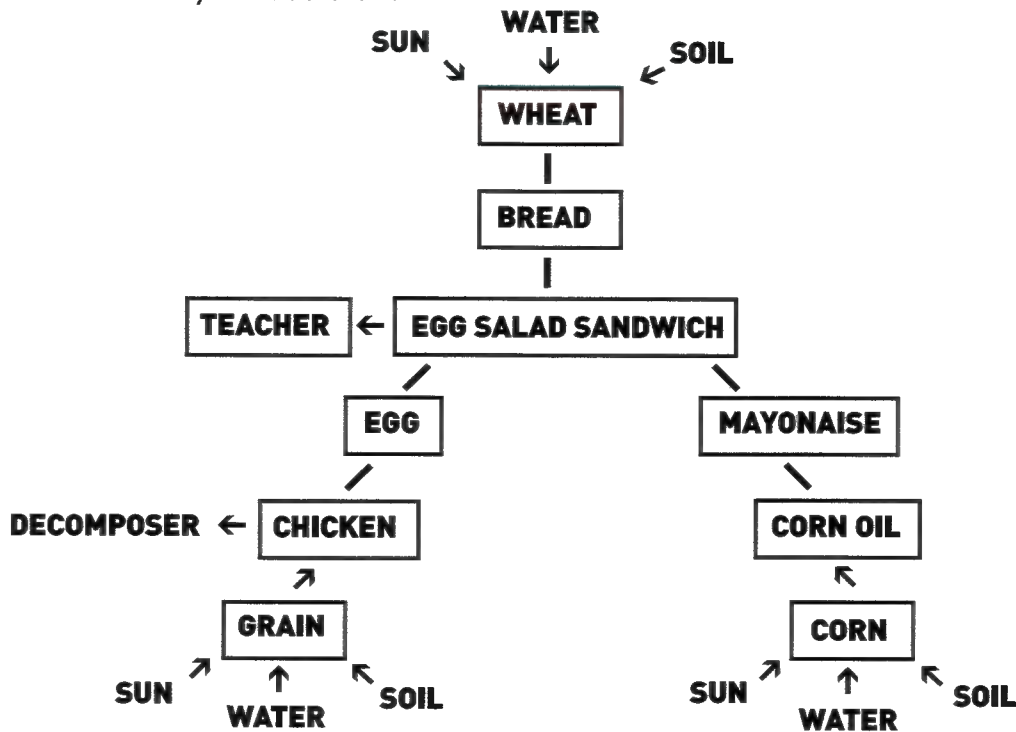 WATER
SUN
SOIL
WHEAT
BREAD
TEACHER
EGG SALAD SANDWICH
EGG
MAYONAISE
DECOMPOSER
CHICKEN
CORN OIL
GRAIN
CORN
SUN
WATER
SOIL
SUN
WATER
SOIL